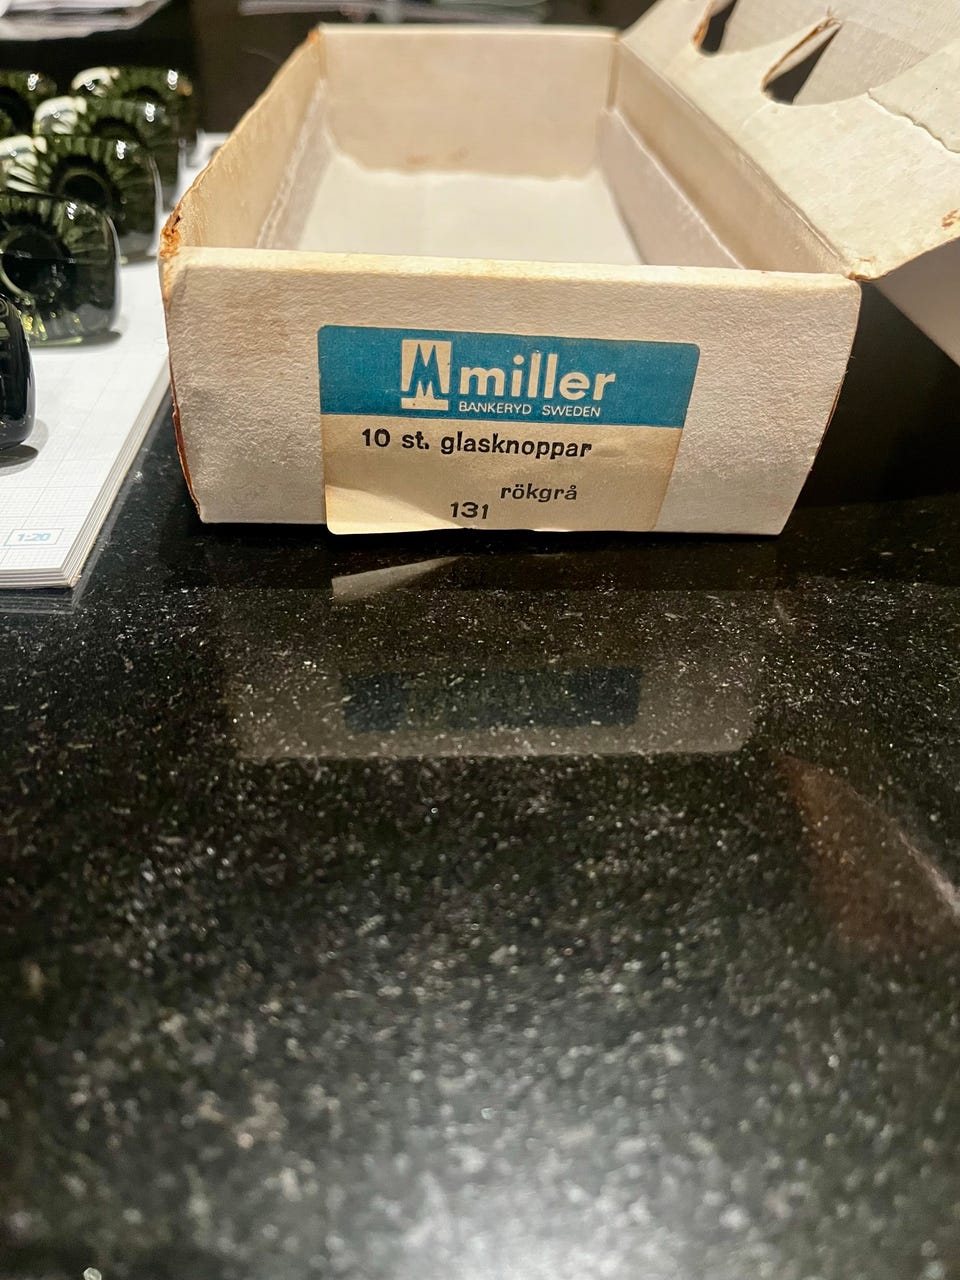 miller
BANKERYD SWEDEN
10 st. glasknoppar
rökgrå
131
1:20